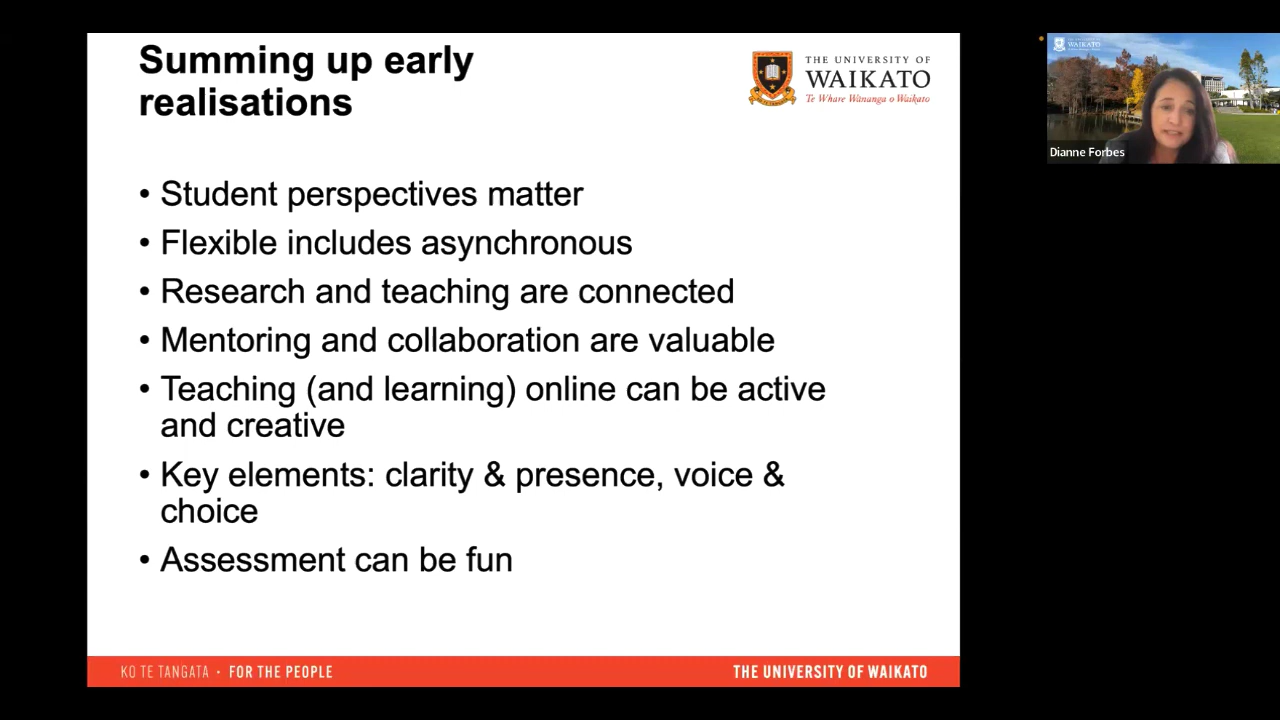 Summing up early
realisations
THE UNIVERSITY OF
WAIKATO
Te Whare Wānanga o Waikato
• Student perspectives matter
• Flexible includes asynchronous
• Research and teaching are connected
• Mentoring and collaboration are valuable
• Teaching (and learning) online can be active
and creative
• Key elements: clarity & presence, voice &
choice
• Assessment can be fun
KO TE TANGATA · FOR THE PEOPLE
THE UNIVERSITY OF WAIKATO
WAIKATO
Dianne Forbes